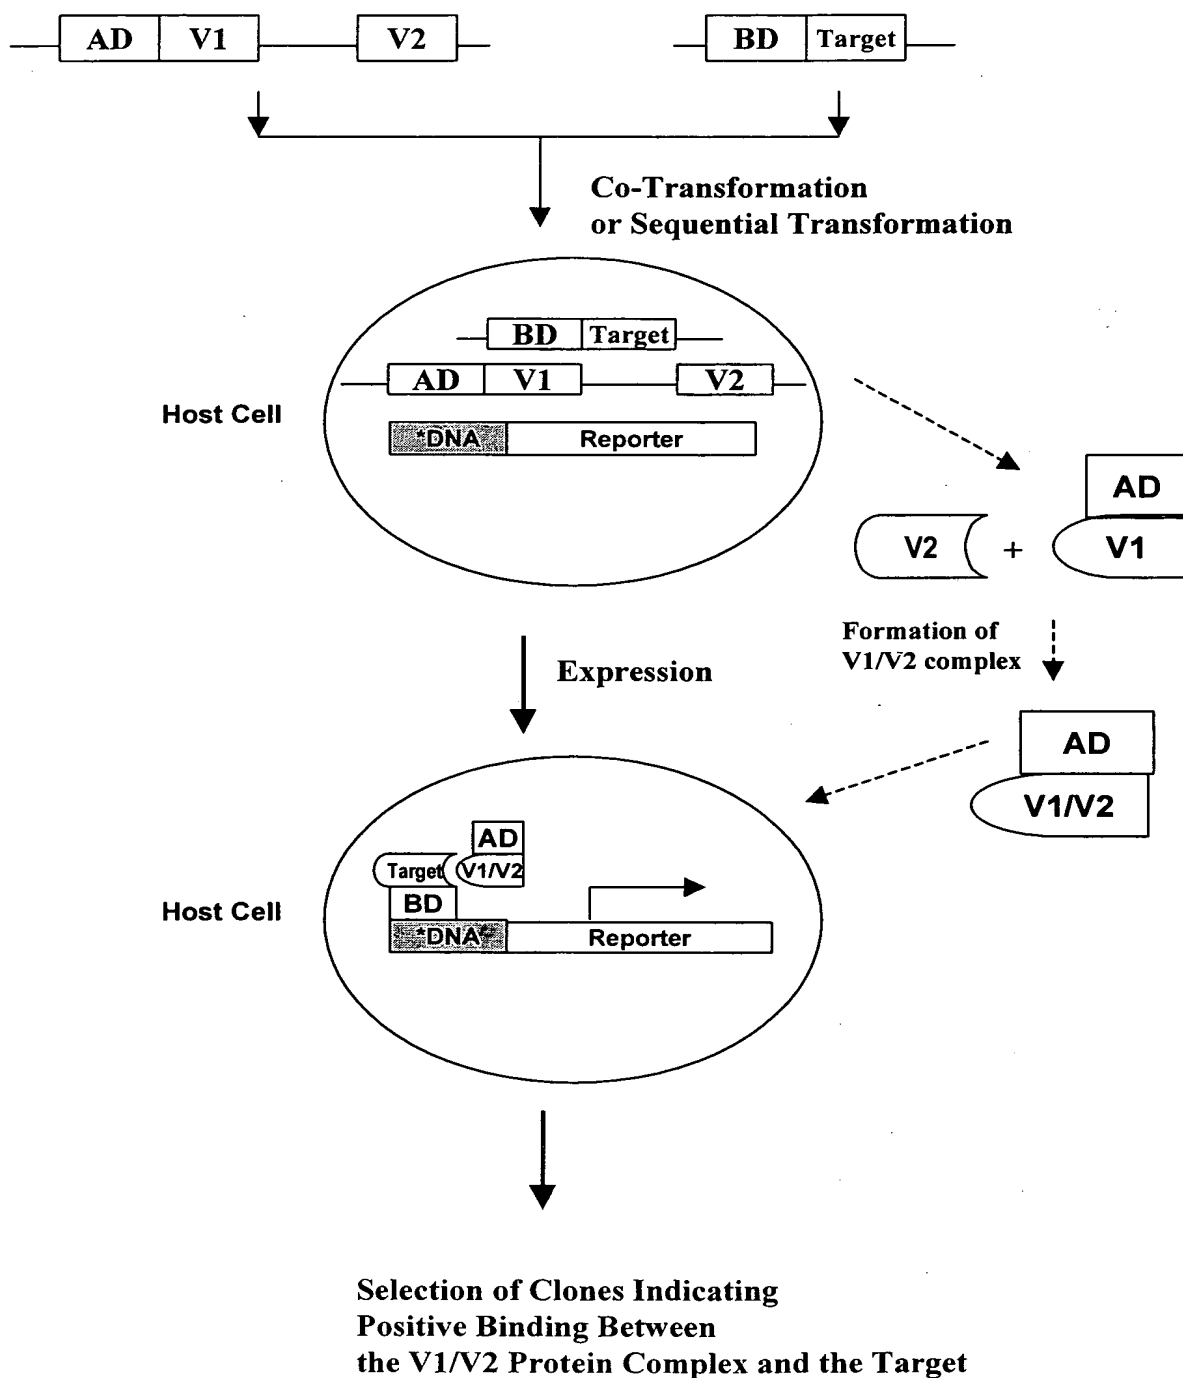 AD V1 V2 BD Target
Co-Transformation
or Sequential Transformation
BD Target
AD V1 V2
Host Cell
*DNA Reporter
AD
V2 + V1
Formation of
V1/V2 complex
Expression
AD
V1/V2
AD
Target V1/V2
BD
Host Cell
*DNA Reporter
Selection of Clones Indicating
Positive Binding Between
the V1/V2 Protein Complex and the Target